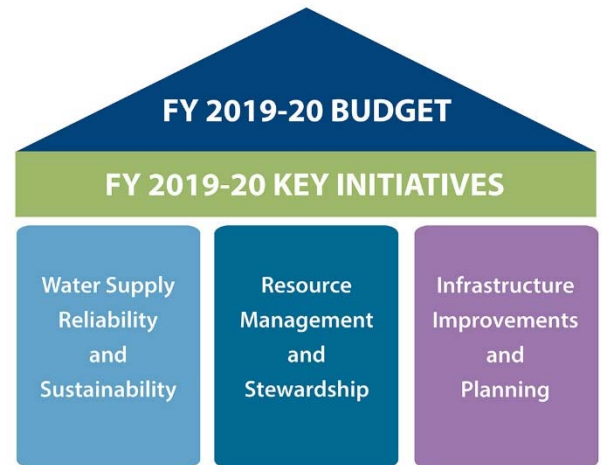 FY 2019-20 BUDGET
FY 2019-20 KEY INITIATIVES
Water Supply
Reliability
and
Sustainability
Resource
Management
and
Stewardship
Infrastructure
Improvements
and
Planning